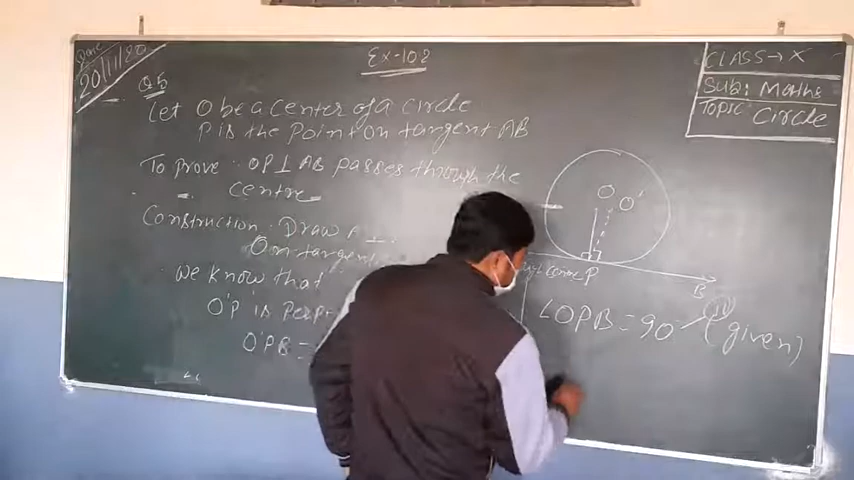 Date
20/11/20
Ex-10.2
CLASS → X
Sub: Maths
Topic: Circle
Q.5
Let O be a Center of a Circle
P is the Point on tangent AB
To prove : OP ⊥ AB passes through the
Centre
Construction : Draw
On tangent
We know that
O'P is Perp
O'PB =
O O'
P
B
∠OPB = 90 (ii)
(given)